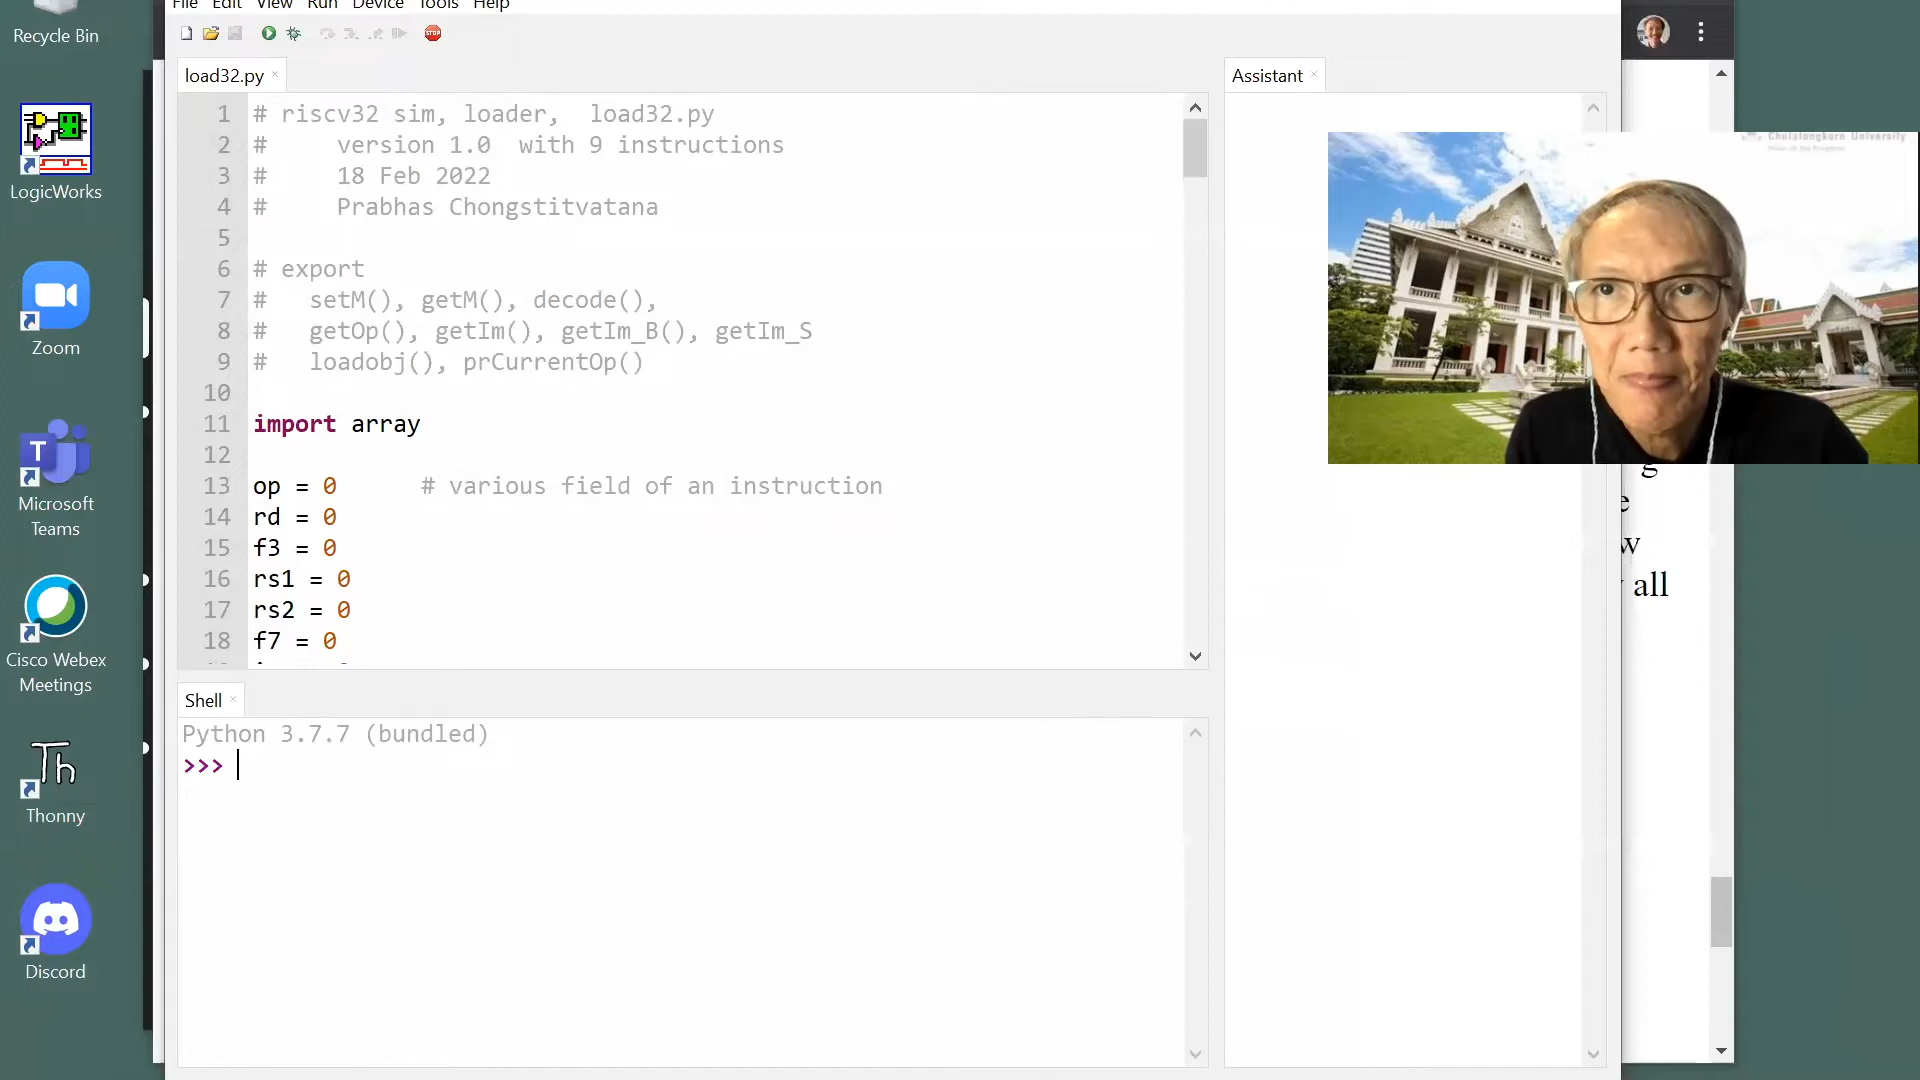 File Edit View Run Device Tools Help
Recycle Bin
LogicWorks
Zoom
Microsoft
Teams
Cisco Webex
Meetings
Thonny
Discord
load32.py
1 # riscv32 sim, loader, load32.py
2 # version 1.0 with 9 instructions
3 # 18 Feb 2022
4 # Prabhas Chongstitvatana
5
6 # export
7 # setM(), getM(), decode(),
8 # getOp(), getIm(), getIm_B(), getIm_S
9 # loadobj(), prCurrentOp()
10
11 import array
12
13 op = 0 # various field of an instruction
14 rd = 0
15 f3 = 0
16 rs1 = 0
17 rs2 = 0
18 f7 = 0
Shell
Python 3.7.7 (bundled)
>>>
Assistant
STOP
Chulalongkorn University
g
e
w
all